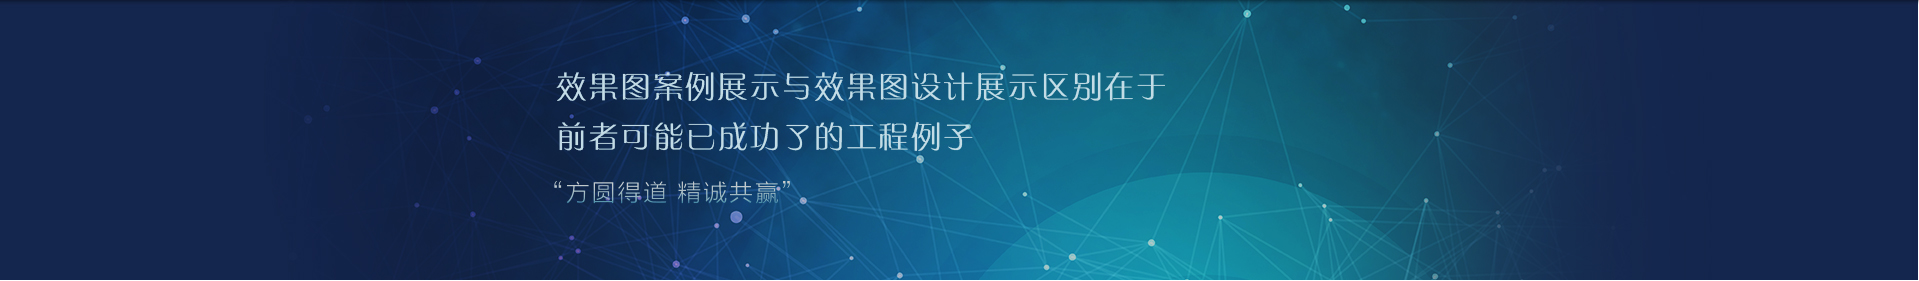 效果图案例展示与效果图设计展示区别在于
前者可能已成功了的工程例子
“方圆得道 精诚共赢”